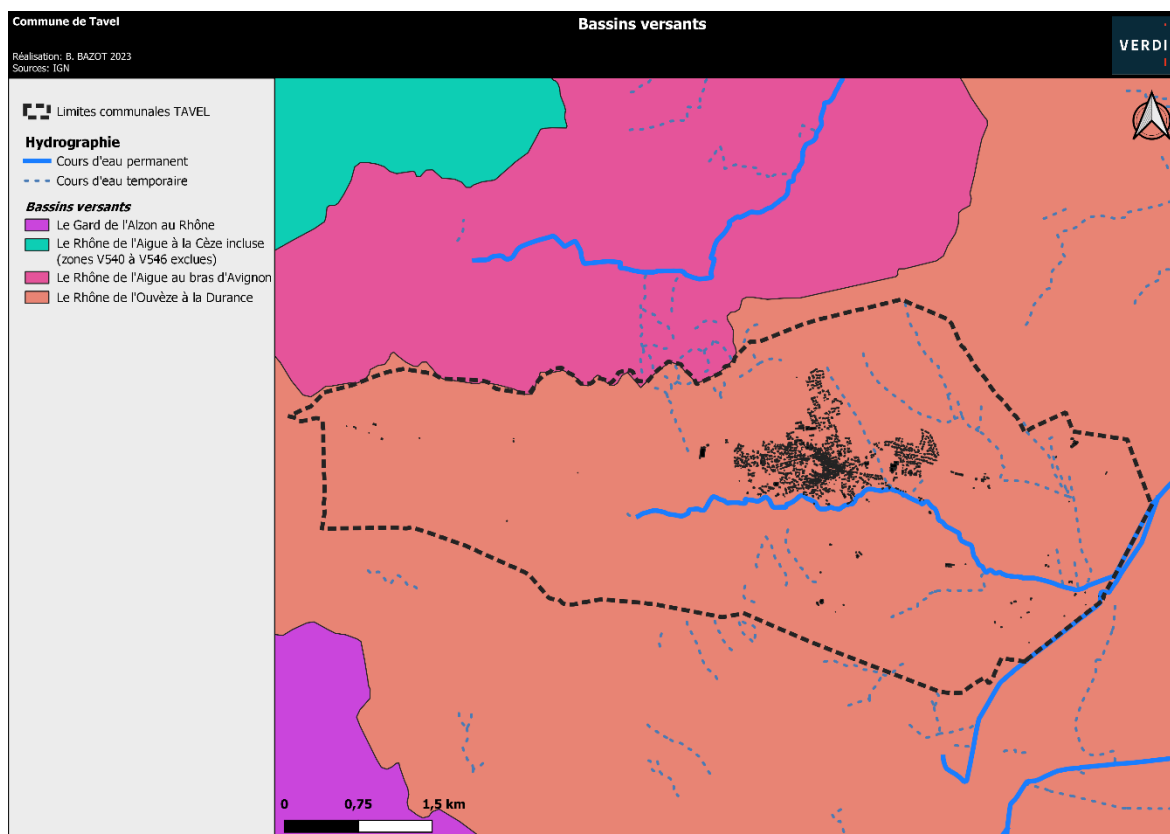 Commune de Tavel
Bassins versants
Réalisation: B. BAZOT 2023
Sources: IGN
VERDI
Limites communales TAVEL
Hydrographie
Cours d'eau permanent
Cours d'eau temporaire
Bassins versants
Le Gard de l'Alzon au Rhône
Le Rhône de l'Aigue à la Cèze incluse
(zones V540 à V546 exclues)
Le Rhône de l'Aigue au bras d'Avignon
Le Rhône de l'Ouvèze à la Durance
0 0,75 1,5 km